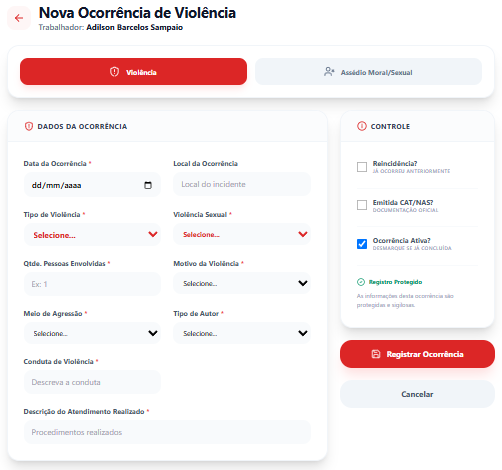 Nova Ocorrência de Violência
Trabalhador: Adilson Barcelos Sampaio
Violência
Assédio Moral/Sexual
DADOS DA OCORRÊNCIA
Data da Ocorrência *
Local da Ocorrência
dd/mm/aaaa
Local do incidente
Tipo de Violência *
Violência Sexual *
Selecione...
Selecione...
Qtde. Pessoas Envolvidas *
Motivo da Violência *
Ex: 1
Selecione...
Meio de Agressão *
Tipo de Autor *
Selecione...
Selecione...
Conduta de Violência *
Descreva a conduta
Descrição do Atendimento Realizado *
Procedimentos realizados
CONTROLE
Reincidência?
JÁ OCORREU ANTERIORMENTE
Emitida CAT/NAS?
DOCUMENTAÇÃO OFICIAL
Ocorrência Ativa?
DESMARQUE SE JÁ CONCLUÍDA
Registro Protegido
As informações desta ocorrência são
protegidas e sigilosas.
Registrar Ocorrência
Cancelar